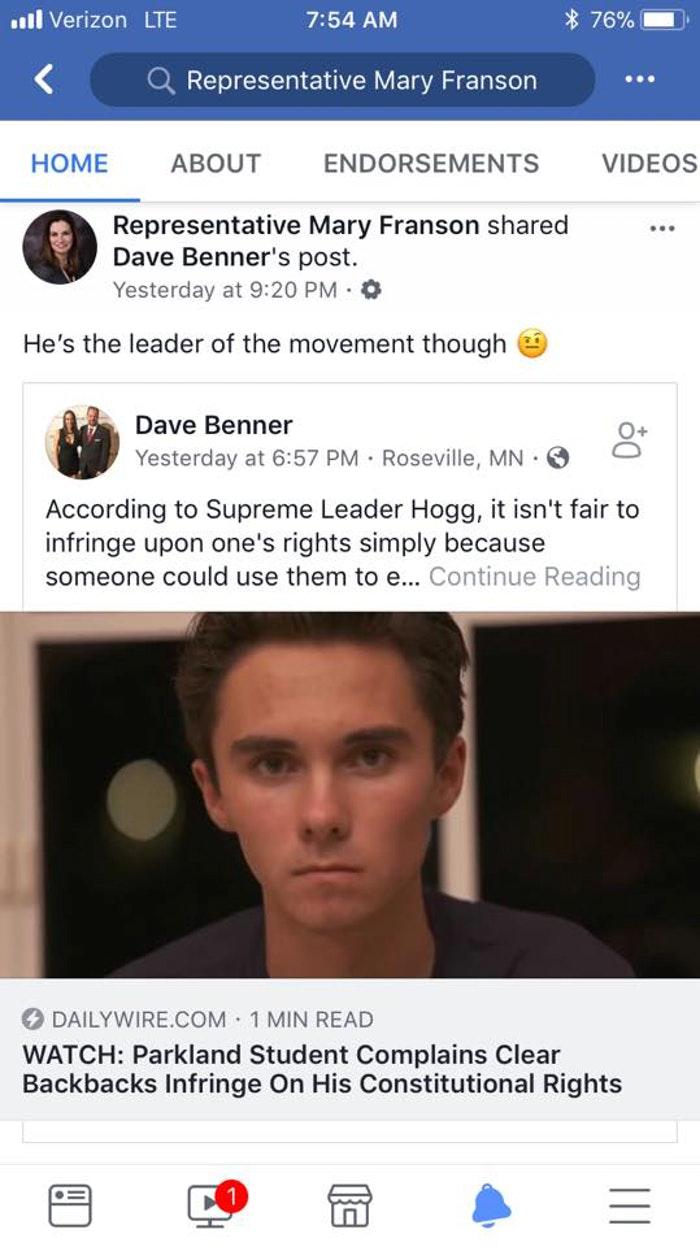 Verizon LTE 7:54 AM 76%
Representative Mary Franson
HOME ABOUT ENDORSEMENTS VIDEOS
Representative Mary Franson shared
Dave Benner's post.
Yesterday at 9:20 PM ·
He's the leader of the movement though 🤨
Dave Benner
Yesterday at 6:57 PM · Roseville, MN ·
According to Supreme Leader Hogg, it isn't fair to
infringe upon one's rights simply because
someone could use them to e... Continue Reading
DAILYWIRE.COM · 1 MIN READ
WATCH: Parkland Student Complains Clear
Backbacks Infringe On His Constitutional Rights
1